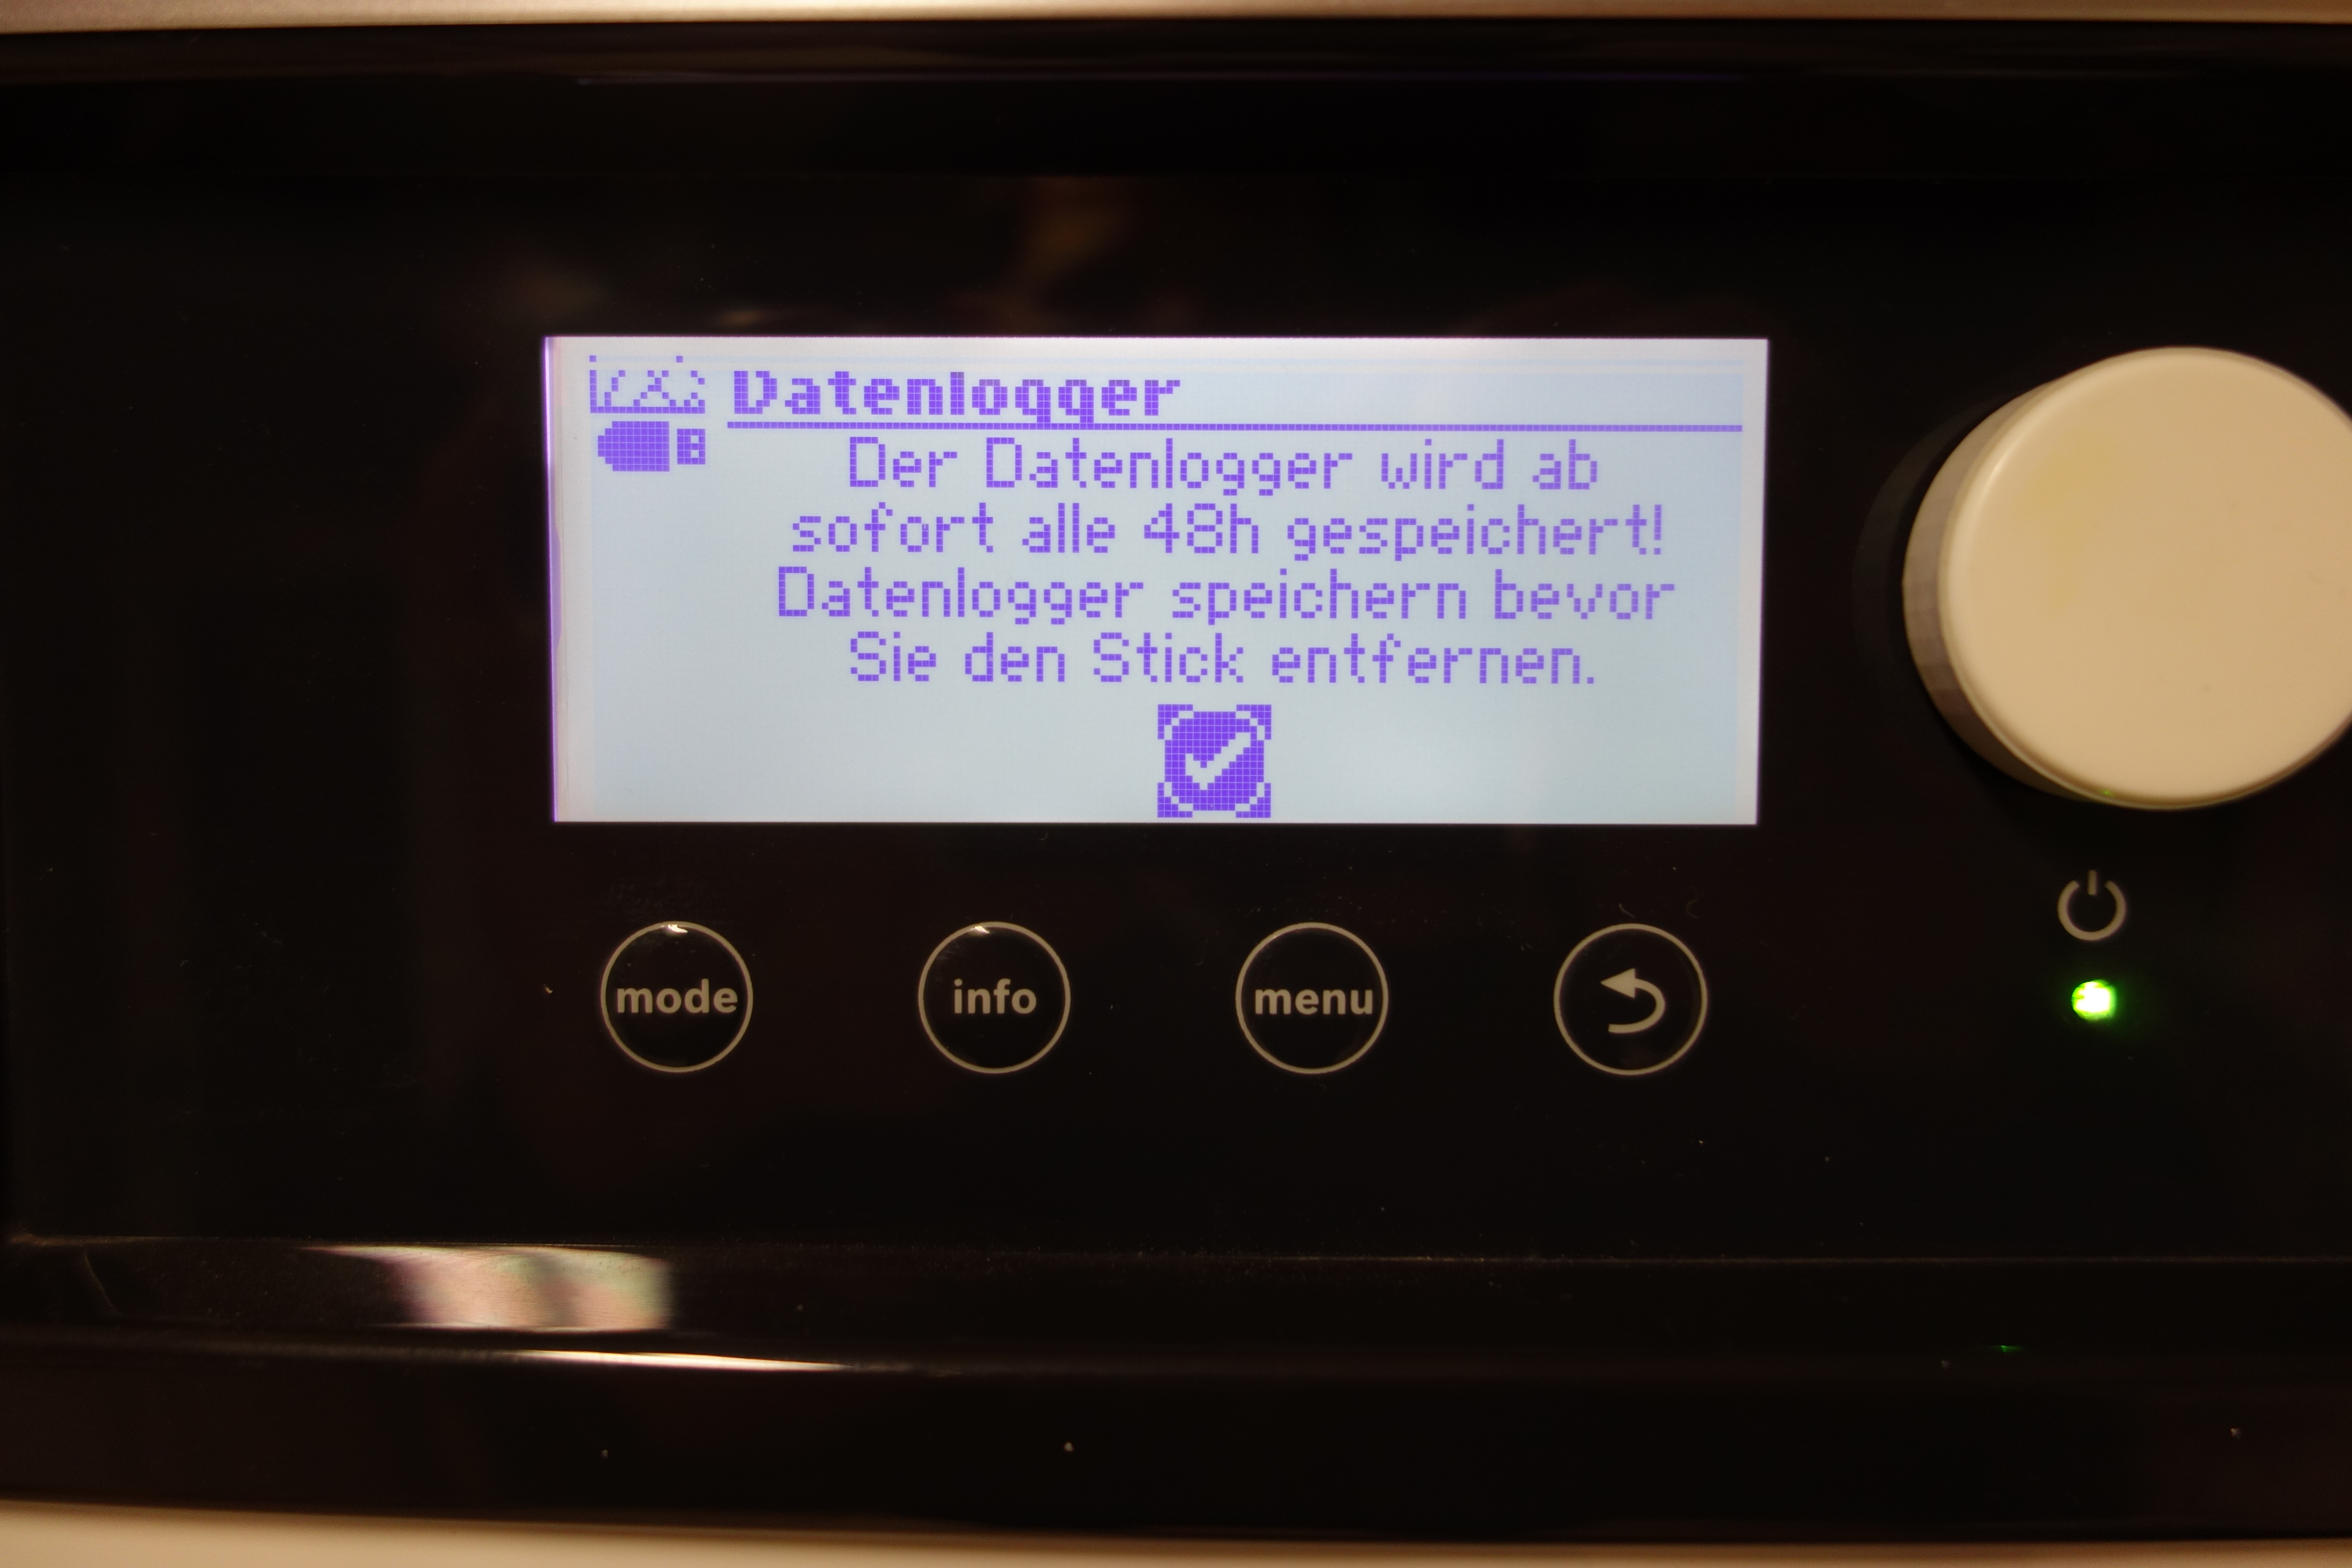 Datenlogger
Der Datenlogger wird ab
sofort alle 48h gespeichert!
Datenlogger speichern bevor
Sie den Stick entfernen.
mode info menu